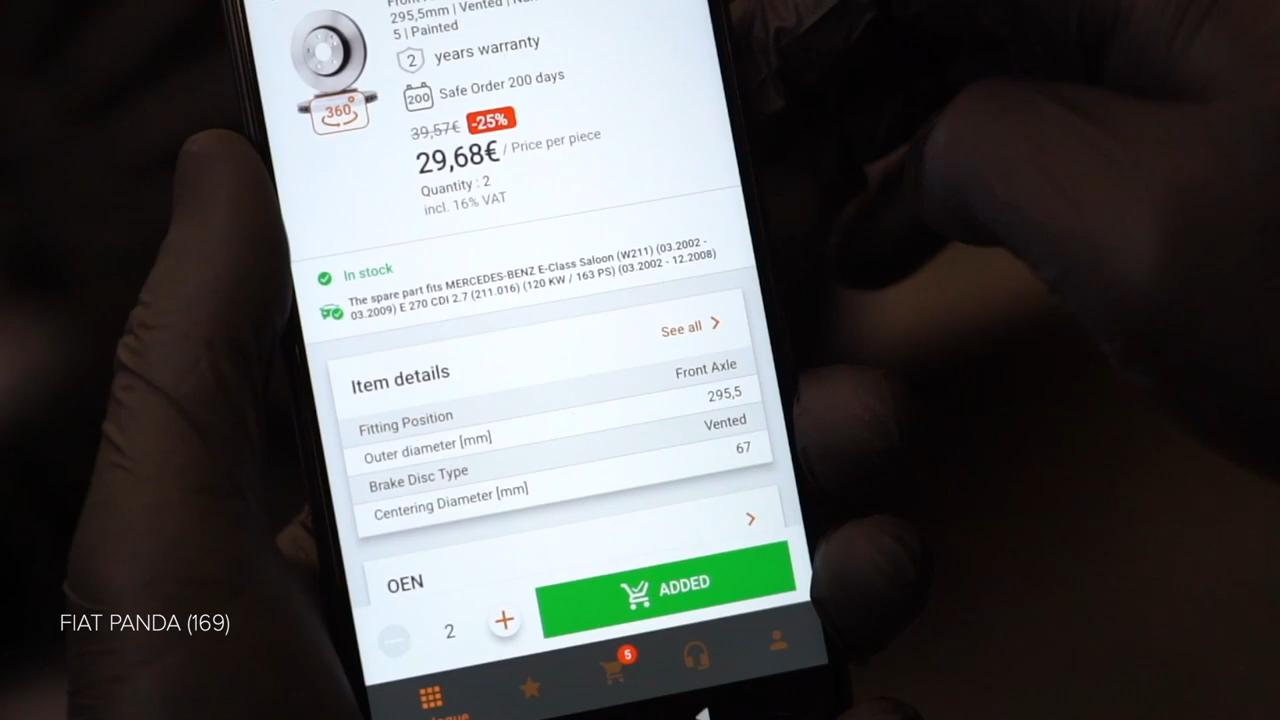 295,5mm | Vented |
5 | Painted
2 years warranty
200 Safe Order 200 days
360°
39,57€ -25%
29,68€ / Price per piece
Quantity : 2
incl. 16% VAT
In stock
The spare part fits MERCEDES-BENZ E-Class Saloon (W211) (03.2002 -
03.2009) E 270 CDI 2.7 (211.016) (120 KW / 163 PS) (03.2002 - 12.2008)
See all
Item details
Fitting Position Front Axle
Outer diameter [mm] 295,5
Brake Disc Type Vented
Centering Diameter [mm] 67
OEN
2 + ADDED
5
FIAT PANDA (169)